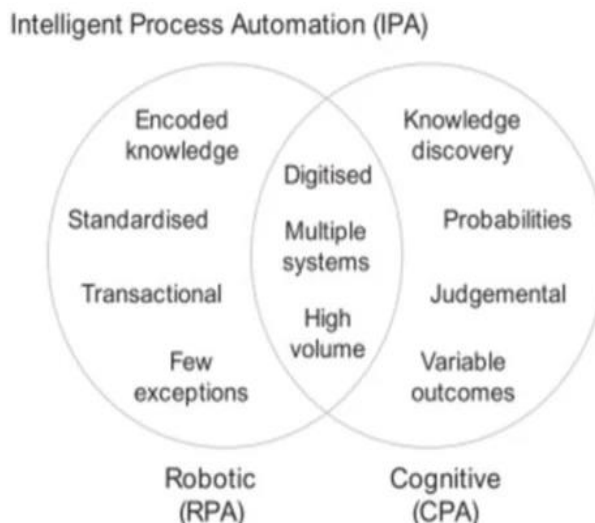 Intelligent Process Automation (IPA)
Encoded
knowledge
Standardised
Transactional
Few
exceptions
Digitised
Multiple
systems
High
volume
Knowledge
discovery
Probabilities
Judgemental
Variable
outcomes
Robotic
(RPA)
Cognitive
(CPA)